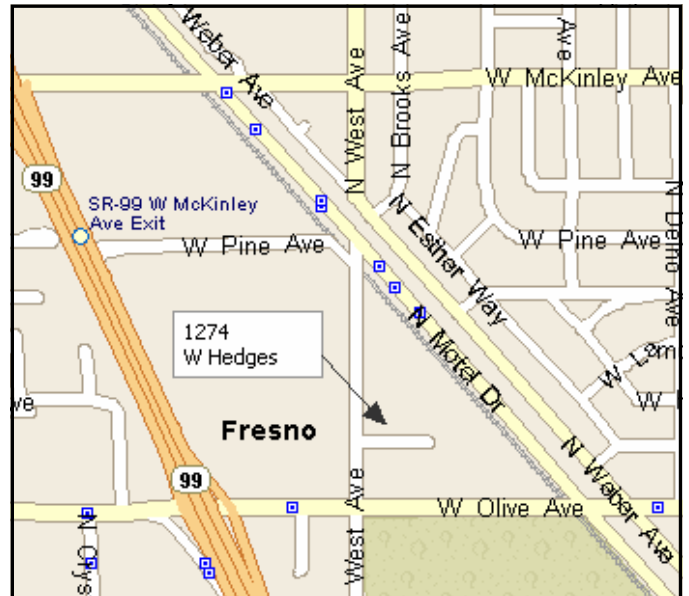 Weber Ave
W McKinley Ave
N West Ave
N Brooks Ave
Ave
99
SR-99 W McKinley
Ave Exit
W Pine Ave
N Esther Way
W Pine Ave
N Delno Ave
1274
W Hedges
N Motel Dr
ve
Fresno
99
N Weber Ave
West Ave
W Olive Ave
N Crys